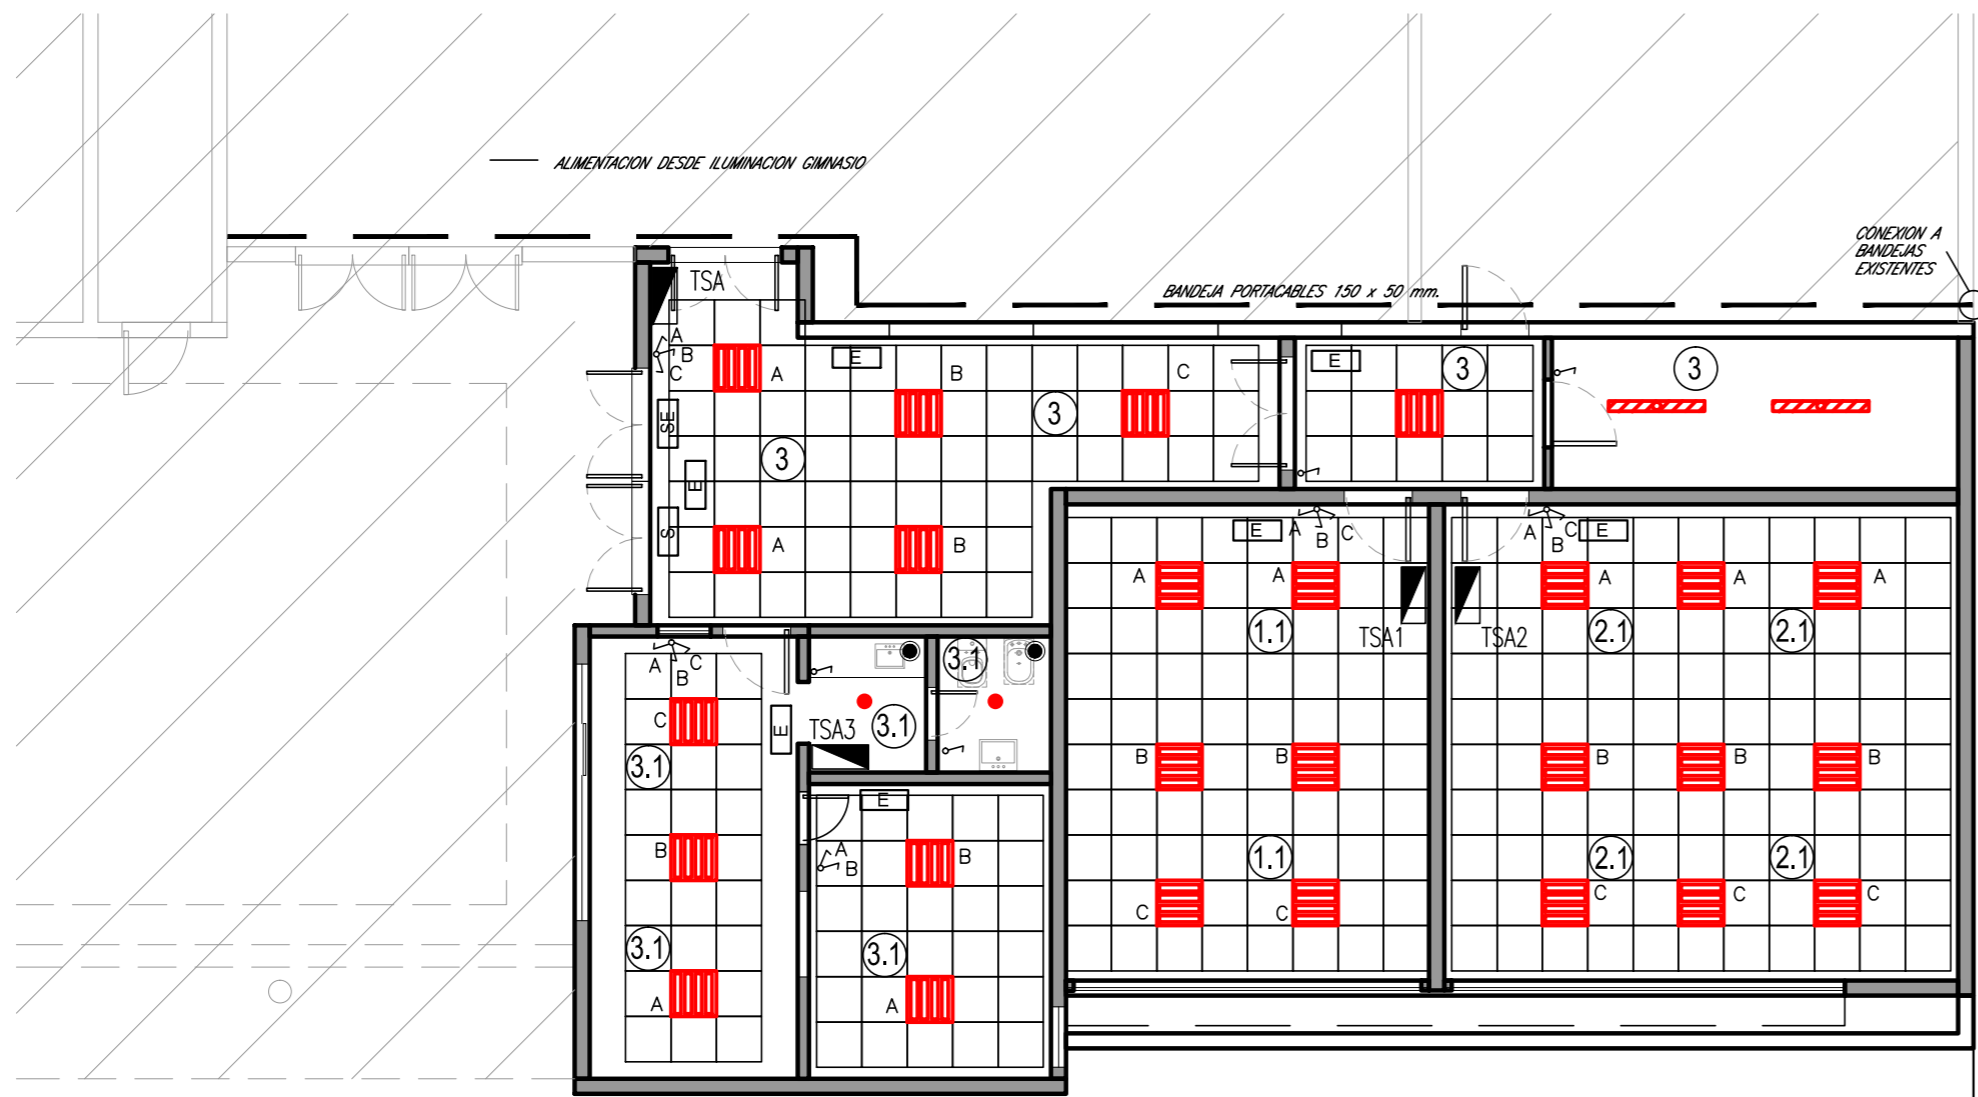 ALIMENTACION DESDE ILUMINACION GIMNASIO
CONEXION A
BANDEJAS
EXISTENTES
BANDEJA PORTACABLES 150 x 50 mm.
TSA
A
B
C
A
E
B
C
E
3
3
SE
3
3
E
S
A
B
E
A
B
C
A
B
C
E
A
A
A
A
A
1.1
TSA1
TSA2
2.1
2.1
A
B
C
3.1
C
E
TSA3
3.1
3.1
B
B
B
B
B
E
B
A
B
B
1.1
2.1
2.1
3.1
3.1
C
C
C
C
C
A
A